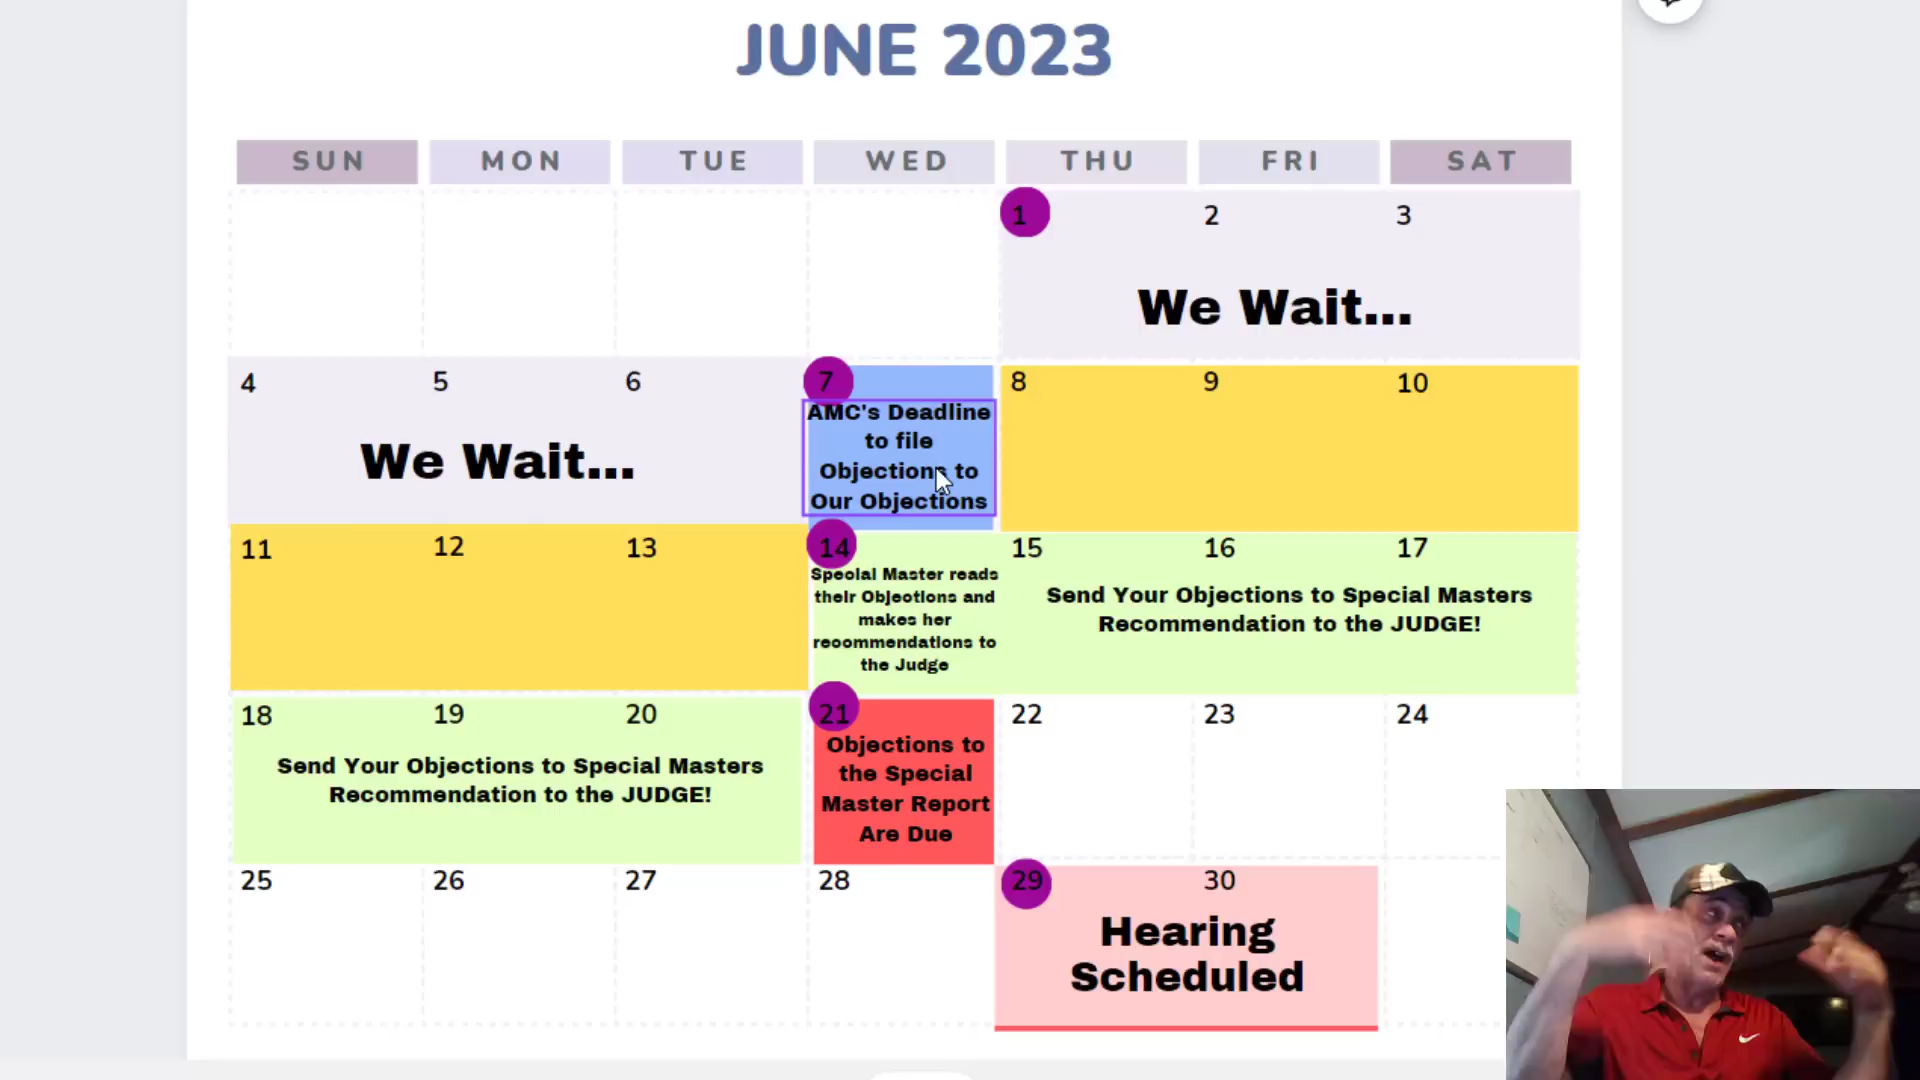 JUNE 2023
SUN MON TUE WED THU FRI SAT
1 2 3
We Wait...
4 5 6 7 8 9 10
We Wait...
AMC's Deadline
to file
Objections to
Our Objections
11 12 13 14 15 16 17
Special Master reads
their Objections and
makes her
recommendations to
the Judge
Send Your Objections to Special Masters
Recommendation to the JUDGE!
18 19 20 21 22 23 24
Send Your Objections to Special Masters
Recommendation to the JUDGE!
Objections to
the Special
Master Report
Are Due
25 26 27 28 29 30
Hearing
Scheduled